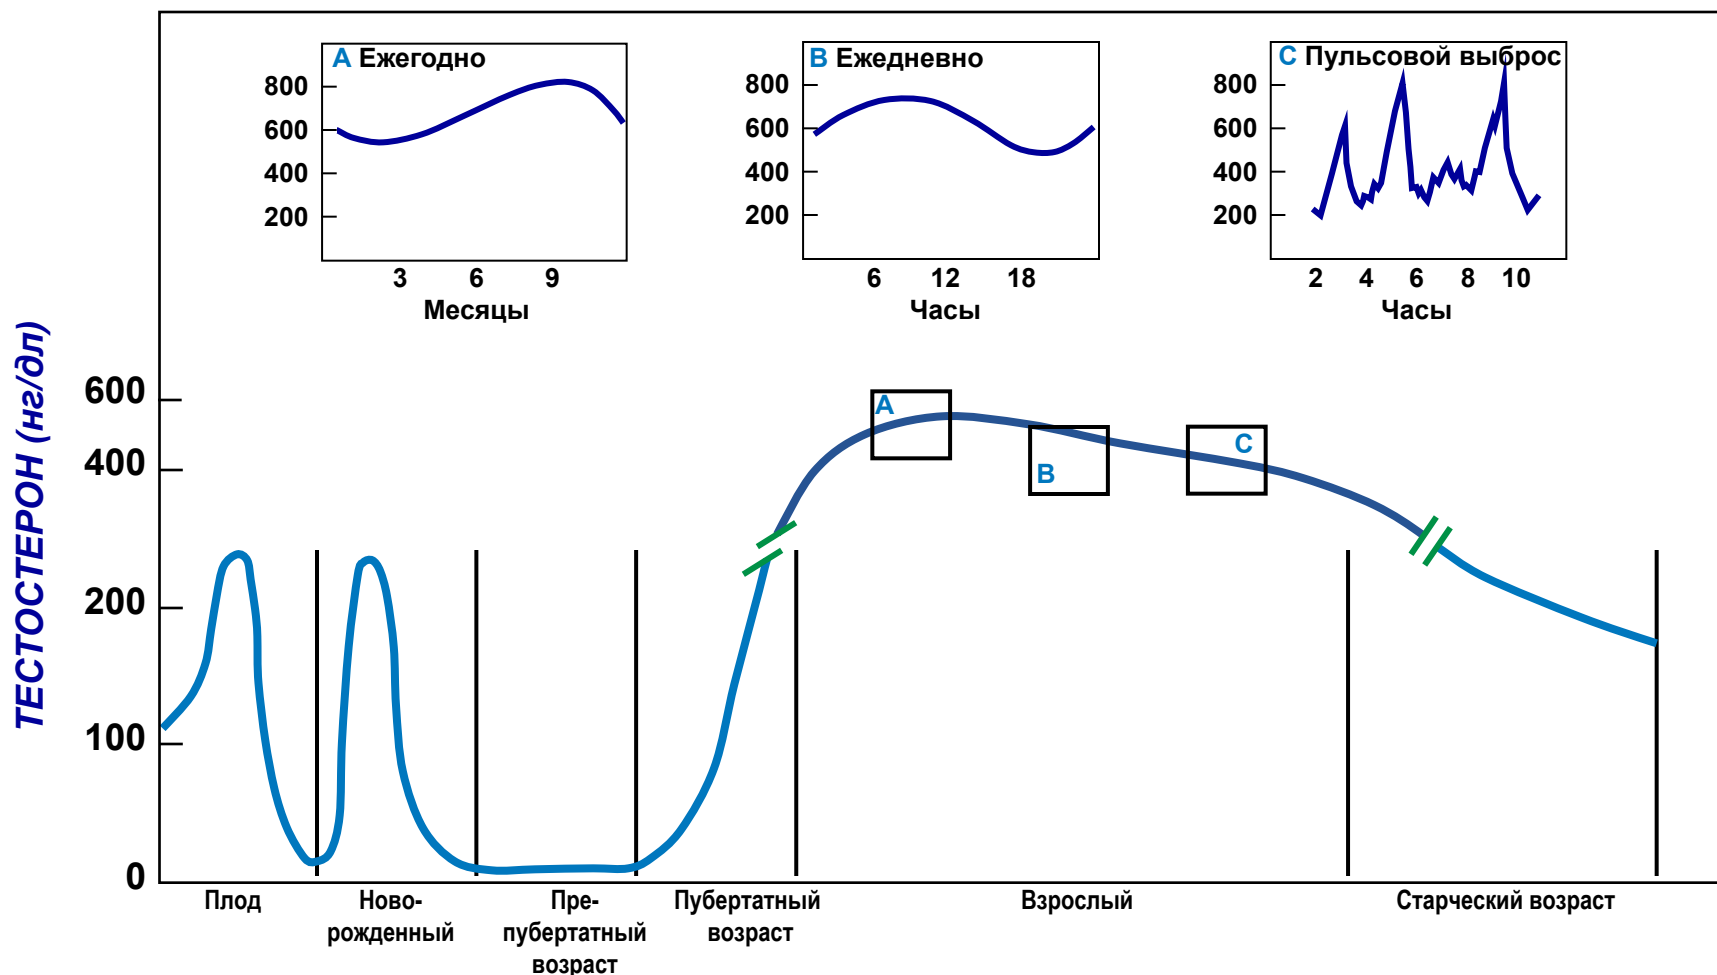 A Ежегодно
800
600
400
200
3 6 9
Месяцы
B Ежедневно
800
600
400
200
6 12 18
Часы
C Пульсовой выброс
800
600
400
200
2 4 6 8 10
Часы
ТЕСТОСТЕРОН (нг/дл)
600
400
200
100
0
A
B
C
Плод
Ново-
рожденный
Пре-
пубертатный
возраст
Пубертатный
возраст
Взрослый
Старческий возраст